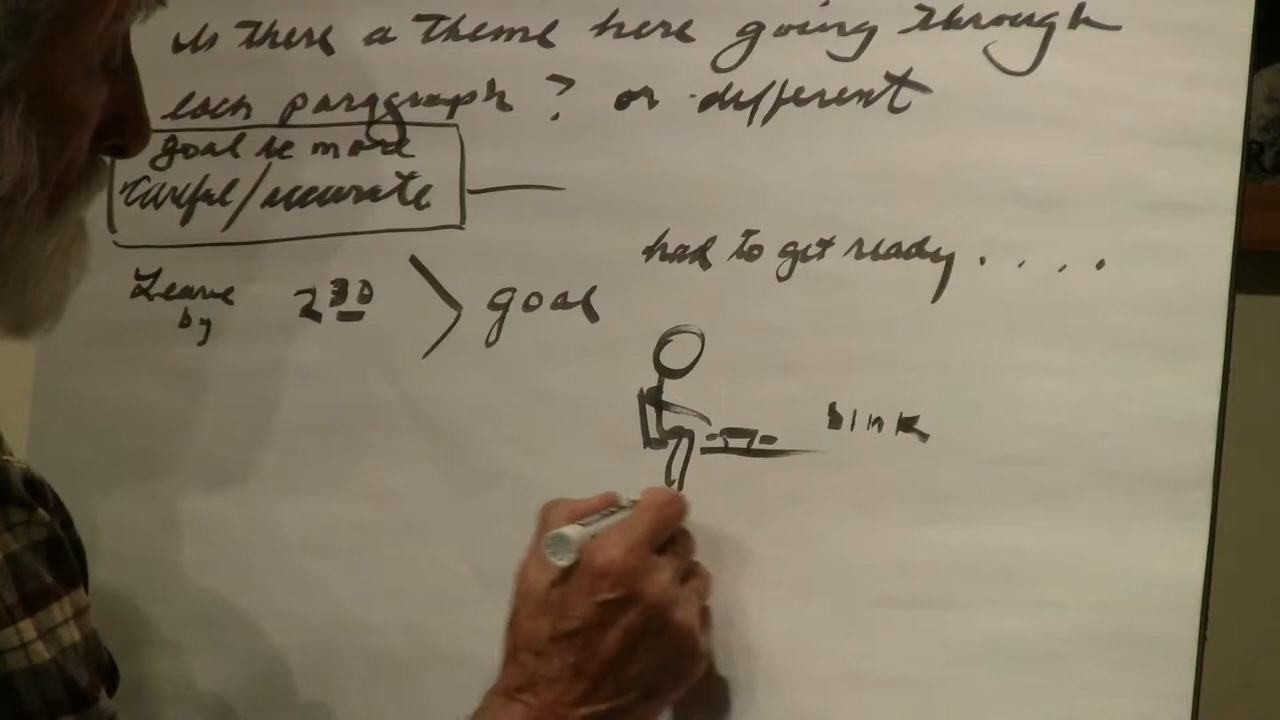 Is there a theme here going through
each paragraph? or different
goal be more
careful/accurate
had to get ready . . . .
Leave by 2 30 > goal
sink